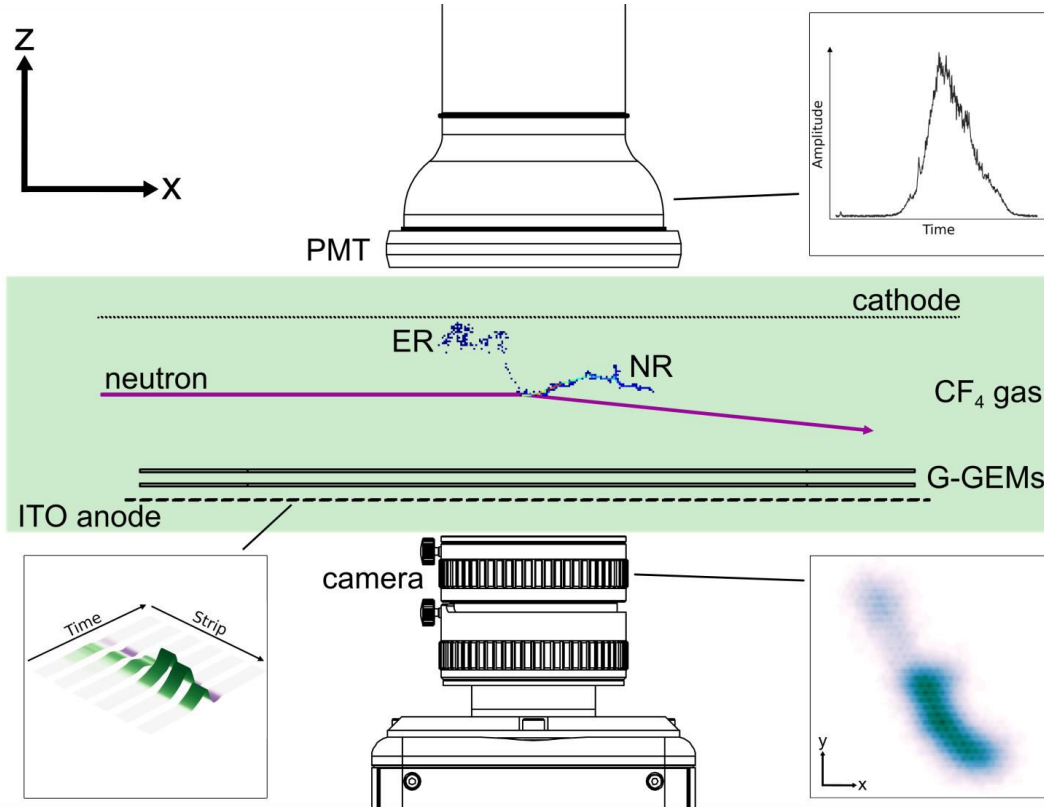 z
x
Amplitude
Time
PMT
cathode
ER
NR
neutron
CF₄ gas
G-GEMs
ITO anode
camera
Time
Strip
y
x